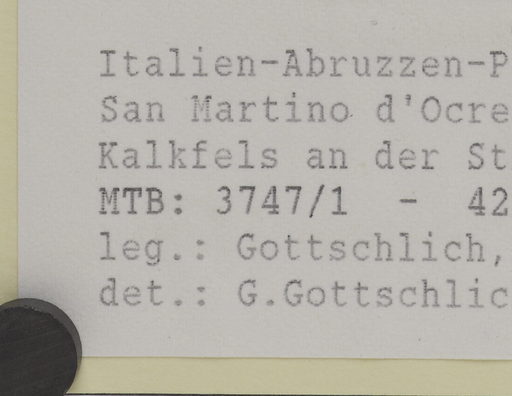 Italien-Abruzzen-P
San Martino d'Ocre
Kalkfels an der St
MTB: 3747/1 - 42
leg.: Gottschlich,
det.: G.Gottschlic